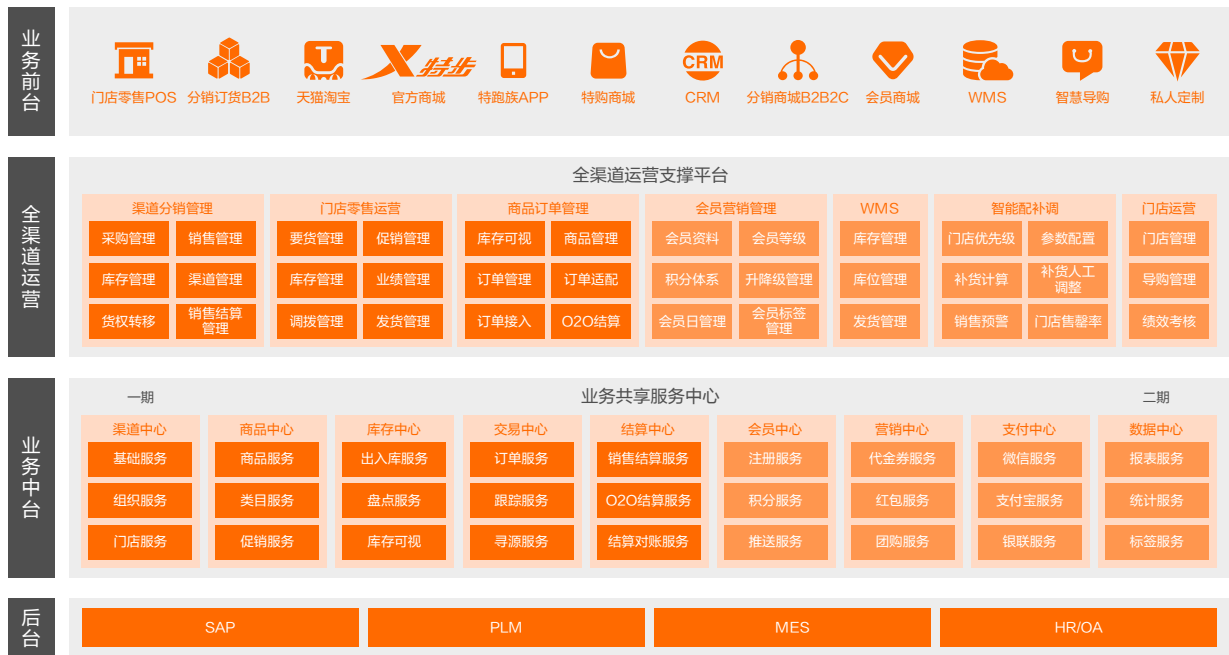 业务前台
T
特步
CRM
门店零售POS 分销订货B2B 天猫淘宝 官方商城 特跑族APP 特购商城 CRM 分销商城B2B2C 会员商城 WMS 智慧导购 私人定制
全渠道运营
全渠道运营支撑平台
渠道分销管理 门店零售运营 商品订单管理 会员营销管理 WMS 智能配补调 门店运营
采购管理 销售管理 要货管理 促销管理 库存可视 商品管理 会员资料 会员等级 库存管理 门店优先级 参数配置 门店管理
库存管理 渠道管理 库存管理 业绩管理 订单管理 订单适配 积分体系 升降级管理 库位管理 补货计算 补货人工调整 导购管理
货权转移 销售结算管理 调拨管理 发货管理 订单接入 O2O结算 会员日管理 会员标签管理 发货管理 销售预警 门店售罄率 绩效考核
业务中台
一期 业务共享服务中心 二期
渠道中心 商品中心 库存中心 交易中心 结算中心 会员中心 营销中心 支付中心 数据中心
基础服务 商品服务 出入库服务 订单服务 销售结算服务 注册服务 代金券服务 微信服务 报表服务
组织服务 类目服务 盘点服务 跟踪服务 O2O结算服务 积分服务 红包服务 支付宝服务 统计服务
门店服务 促销服务 库存可视 寻源服务 结算对账服务 推送服务 团购服务 银联服务 标签服务
后台
SAP PLM MES HR/OA